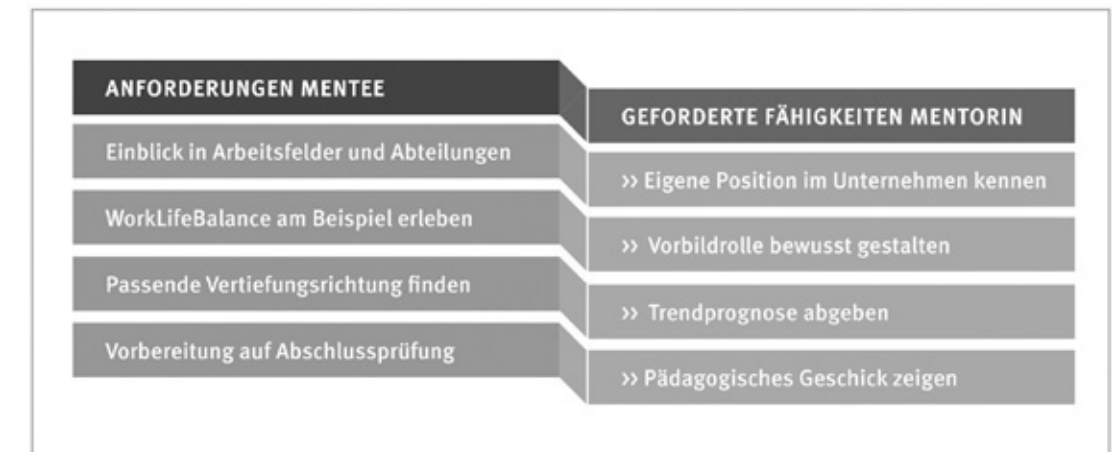 ANFORDERUNGEN MENTEE
Einblick in Arbeitsfelder und Abteilungen
WorkLifeBalance am Beispiel erleben
Passende Vertiefungsrichtung finden
Vorbereitung auf Abschlussprüfung
GEFORDERTE FÄHIGKEITEN MENTORIN
>> Eigene Position im Unternehmen kennen
>> Vorbildrolle bewusst gestalten
>> Trendprognose abgeben
>> Pädagogisches Geschick zeigen